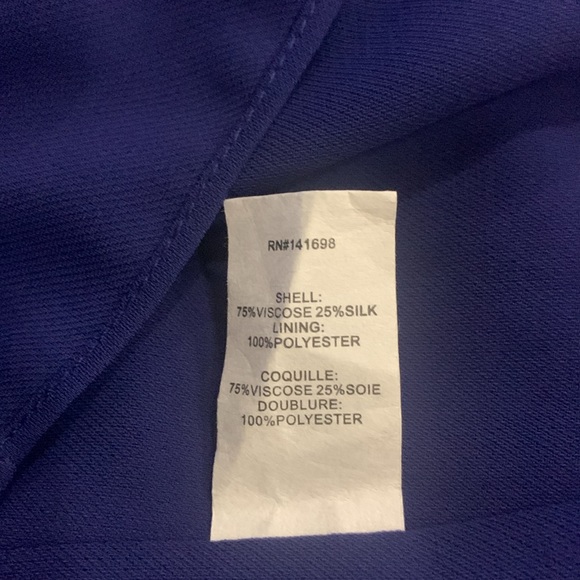 RN#141698
SHELL:
75%VISCOSE 25%SILK
LINING:
100%POLYESTER
COQUILLE:
75%VISCOSE 25%SOIE
DOUBLURE:
100%POLYESTER